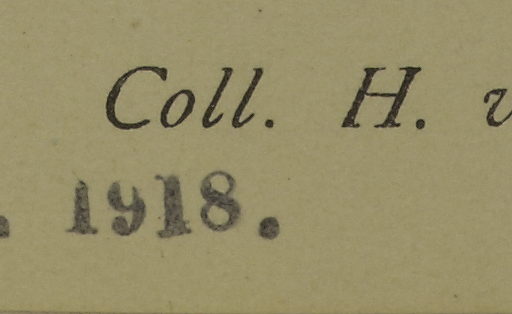 Coll. H. v
. 1918.